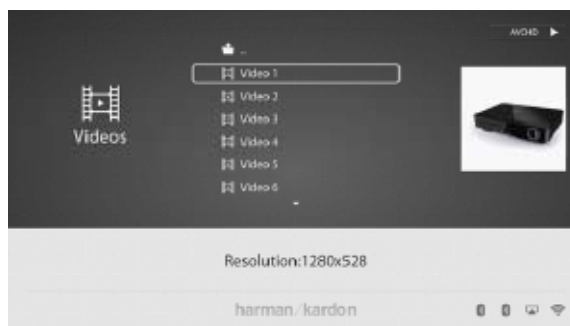 AVCHD
..
Video 1
Video 2
Video 3
Video 4
Video 5
Video 6
Videos
Resolution:1280x528
harman/kardon